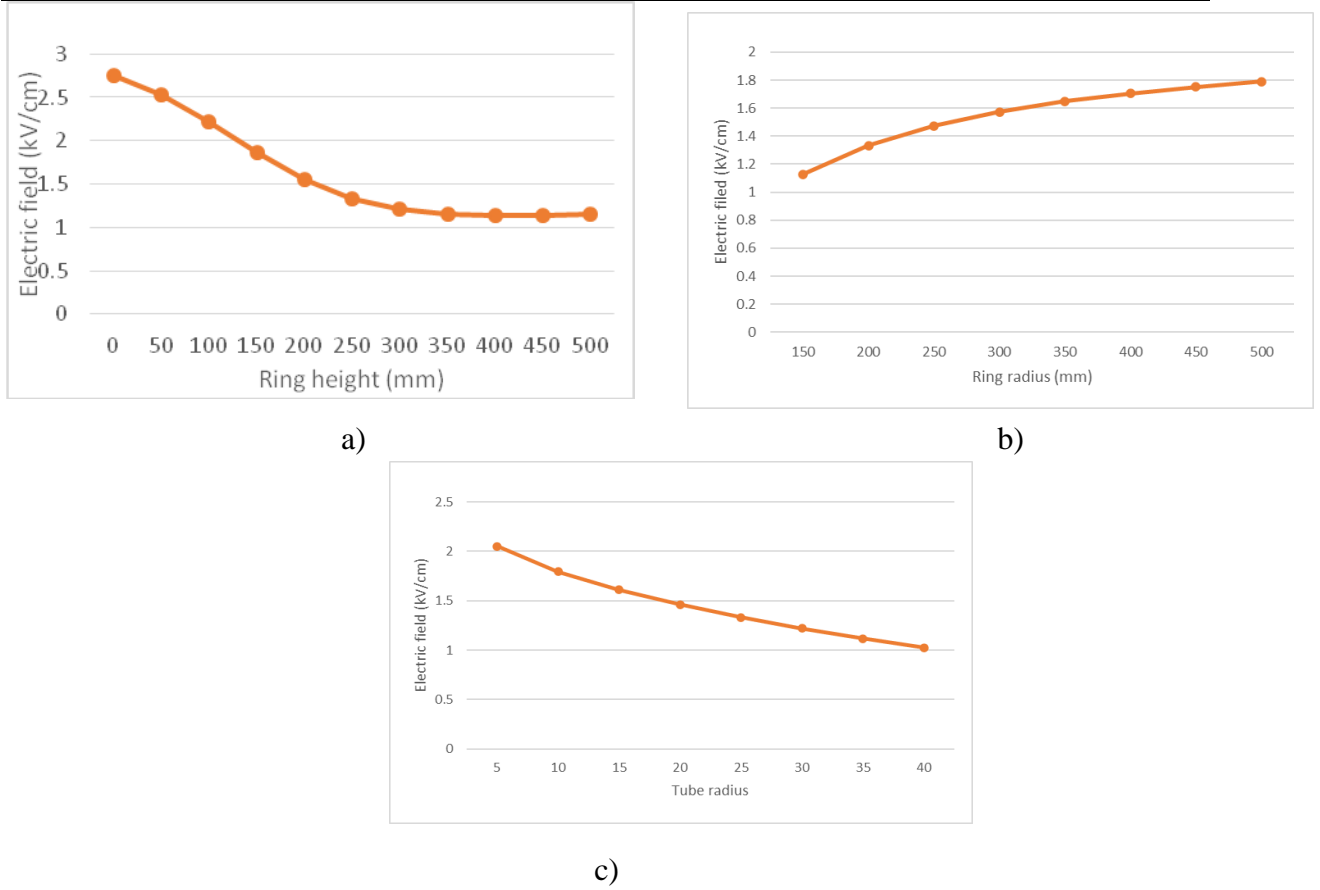 3
2.5
2
1.5
1
0.5
0
Electric field (kV/cm)
0 50 100 150 200 250 300 350 400 450 500
Ring height (mm)
a)
2
1.8
1.6
1.4
1.2
1
0.8
0.6
0.4
0.2
0
Electric filed (kV/cm)
150 200 250 300 350 400 450 500
Ring radius (mm)
b)
2.5
2
1.5
1
0.5
0
Electric field (kV/cm)
5 10 15 20 25 30 35 40
Tube radius
c)